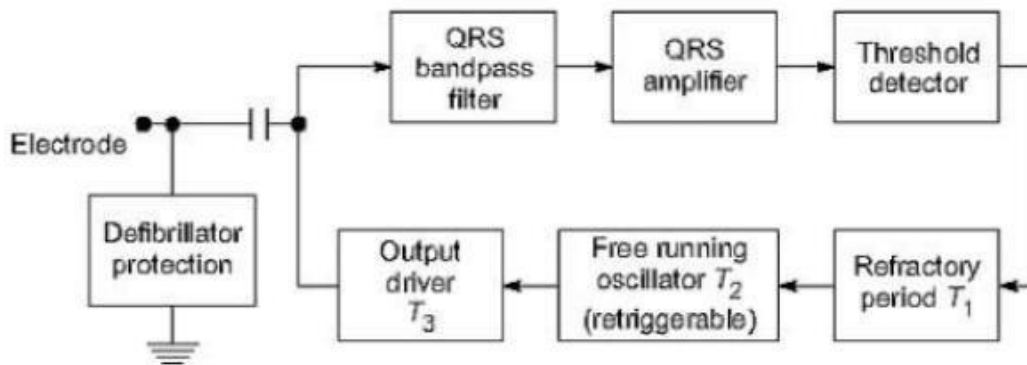 QRS
bandpass
filter
QRS
amplifier
Threshold
detector
Electrode
Defibrillator
protection
Output
driver
T3
Free running
oscillator T2
(retriggerable)
Refractory
period T1